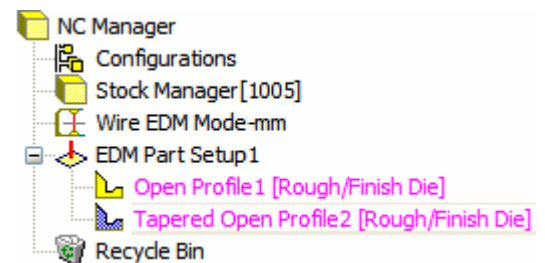 NC Manager
Configurations
Stock Manager[1005]
Wire EDM Mode-mm
EDM Part Setup1
Open Profile1 [Rough/Finish Die]
Tapered Open Profile2 [Rough/Finish Die]
Recycle Bin